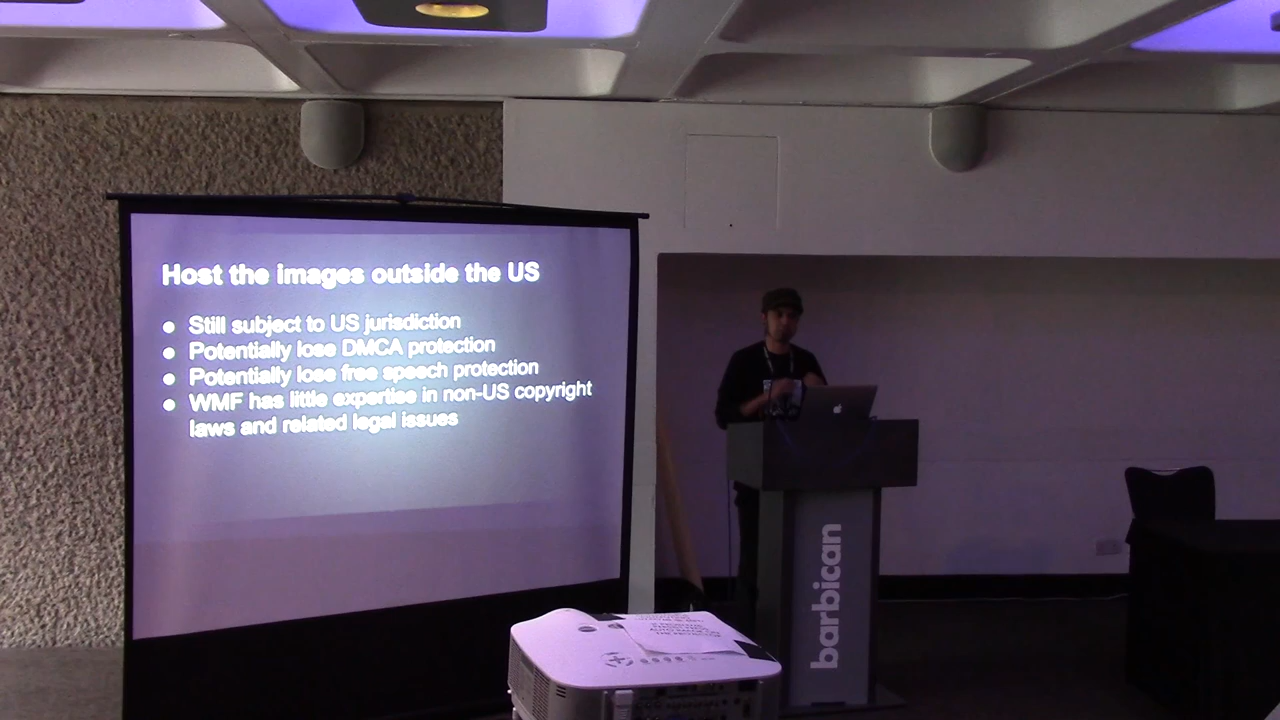 Host the images outside the US
Still subject to US jurisdiction
Potentially lose DMCA protection
Potentially lose free speech protection
WMF has little expertise in non-US copyright
laws and related legal issues
barbican